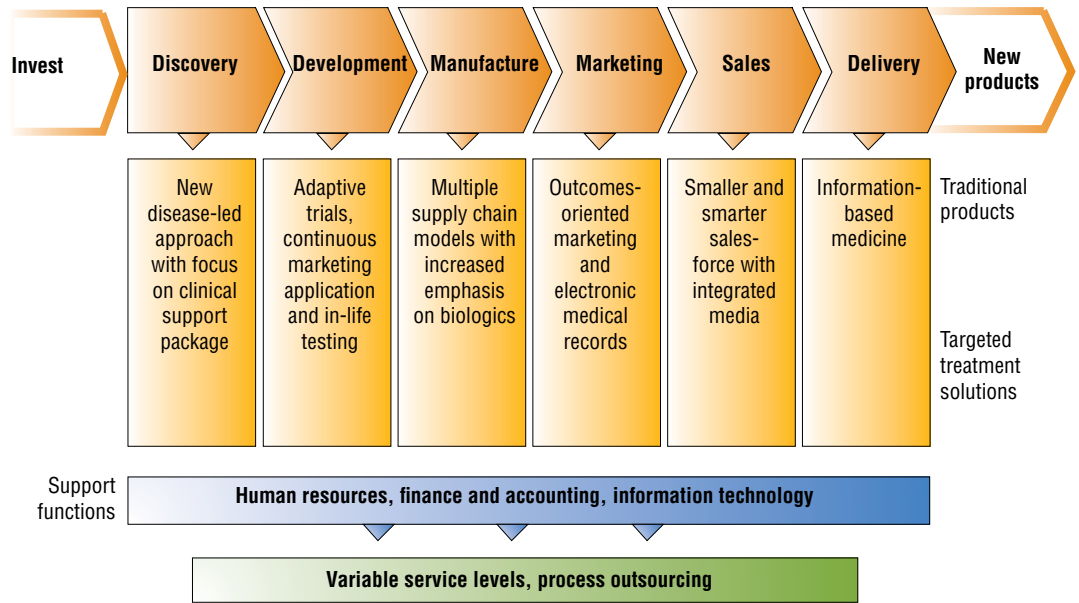 Invest
Discovery
Development
Manufacture
Marketing
Sales
Delivery
New
products
New
disease-led
approach
with focus
on clinical
support
package
Adaptive
trials,
continuous
marketing
application
and in-life
testing
Multiple
supply chain
models with
increased
emphasis
on biologics
Outcomes-
oriented
marketing
and
electronic
medical
records
Smaller and
smarter
sales-
force with
integrated
media
Information-
based
medicine
Traditional
products
Targeted
treatment
solutions
Support
functions
Human resources, finance and accounting, information technology
Variable service levels, process outsourcing